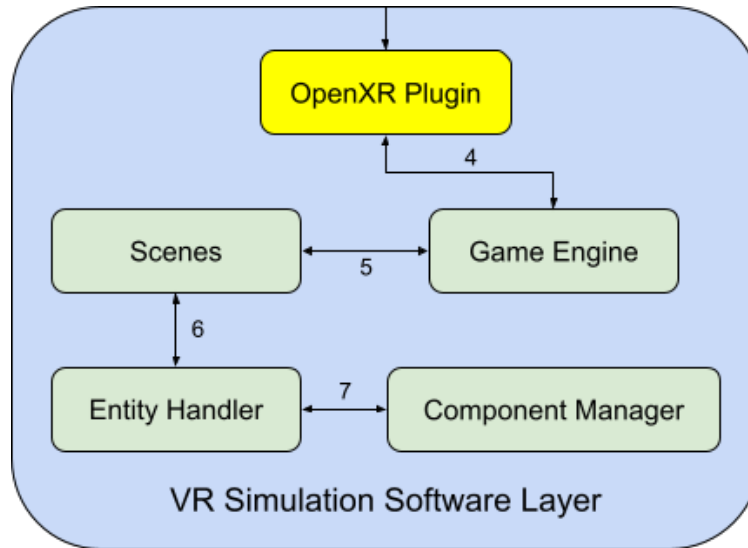 OpenXR Plugin
4
Scenes
5
Game Engine
6
Entity Handler
7
Component Manager
VR Simulation Software Layer